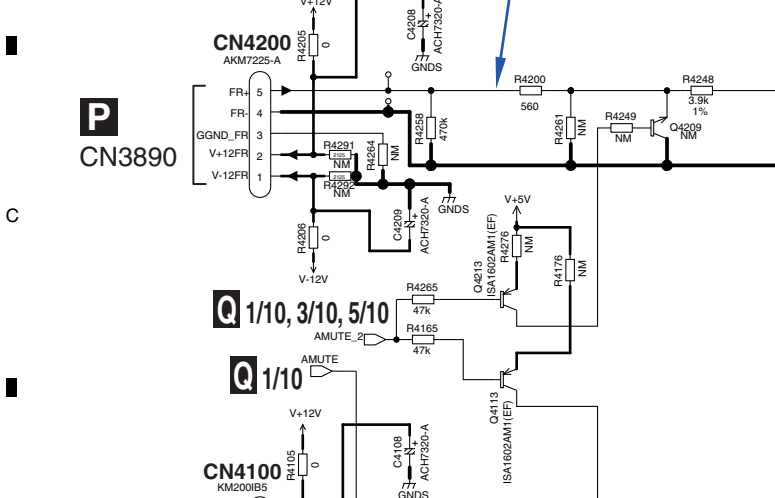 V+12V
R4205
0
C4208
ACH7320-A
CN4200
AKM7225-A
GNDS
FR+ 5
FR- 4
GGND_FR 3
V+12FR 2
V-12FR 1
P
CN3890
R4200
560
R4248
3.9k
1%
R4258
470k
R4261
NM
R4249
NM
Q4209
NM
R4291
2125
NM
R4264
NM
2125
R4292
NM
GNDS
C4209
ACH7320-A
R4206
0
V-12V
C
V+5V
R4276
NM
Q4213
ISA1602AM1(EF)
R4176
NM
Q 1/10, 3/10, 5/10
R4265
47k
AMUTE_2
R4165
47k
Q 1/10
AMUTE
Q4113
ISA1602AM1(EF)
V+12V
R4105
0
C4108
ACH7320-A
CN4100
KM200IB5
GNDS